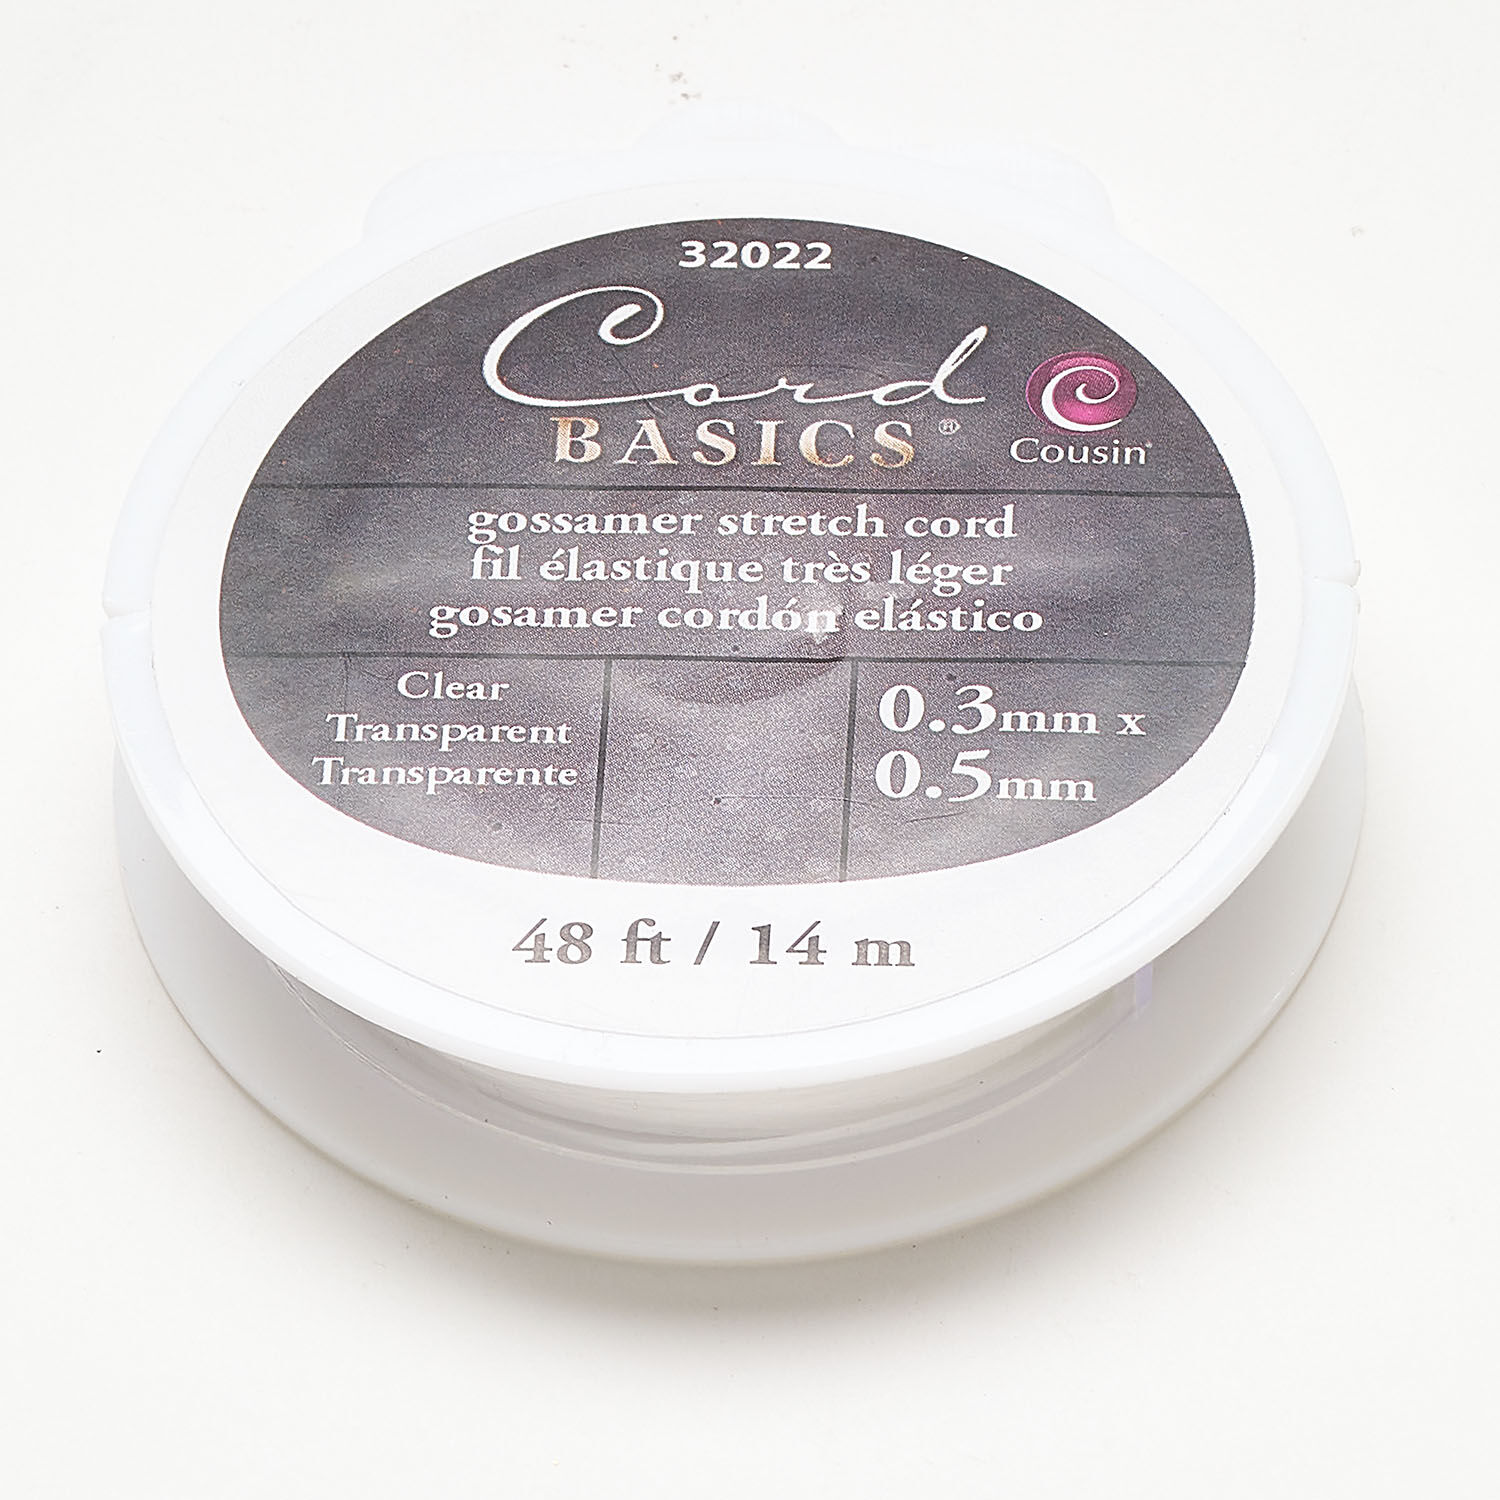 32022
Cord
BASICS®
Cousin®
gossamer stretch cord
fil élastique très léger
gosamer cordón elástico
Clear
Transparent
Transparente
0.3mm x
0.5mm
48 ft / 14 m